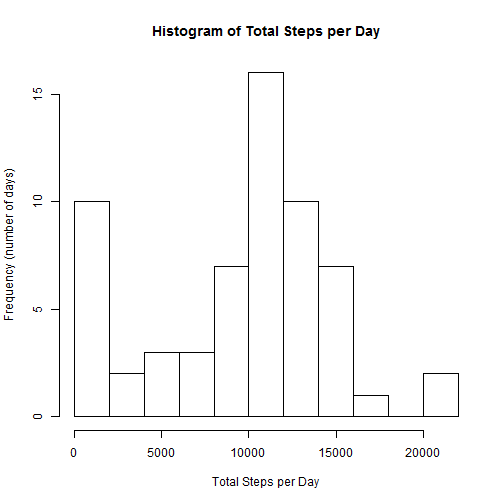 Histogram of Total Steps per Day
Frequency (number of days)
15
10
5
0
0 5000 10000 15000 20000
Total Steps per Day